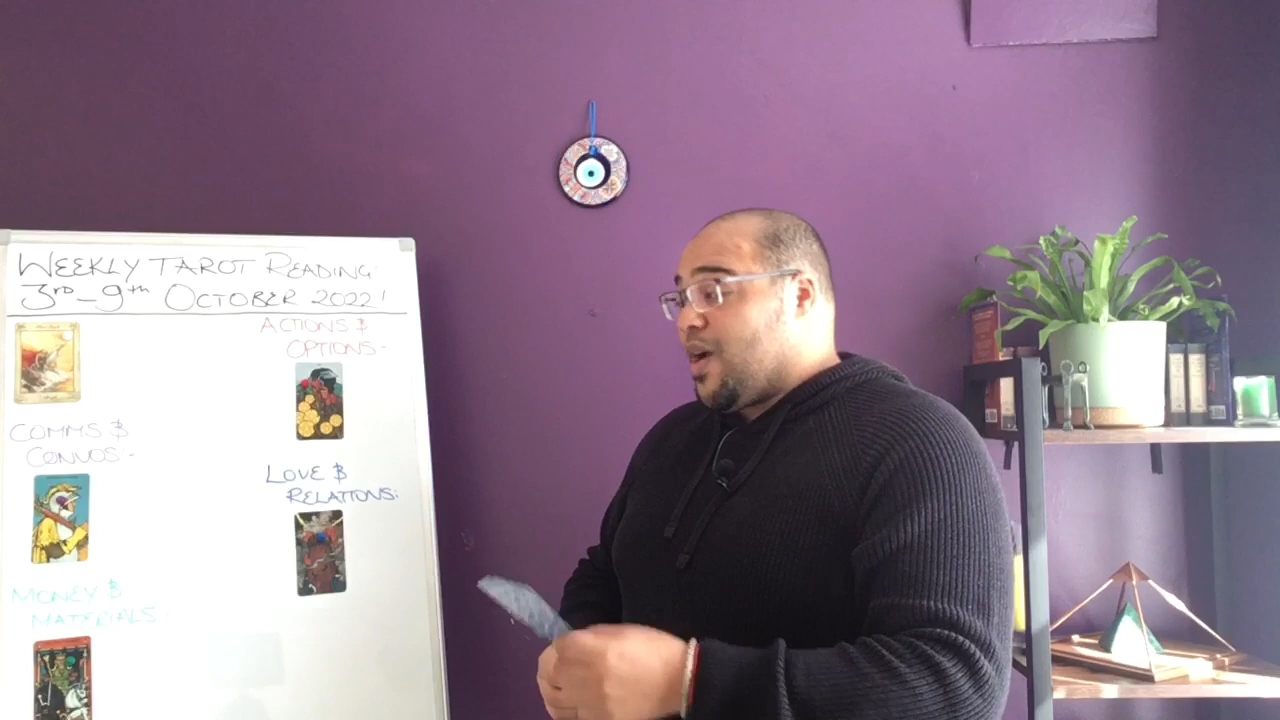 WEEKLY TAROT READING:
3RD - 9TH OCTOBER 2022!
ACTIONS &
OPTIONS -
COMMS &
CONVOS -
LOVE &
RELATIONS:
MONEY &
MATERIALS: